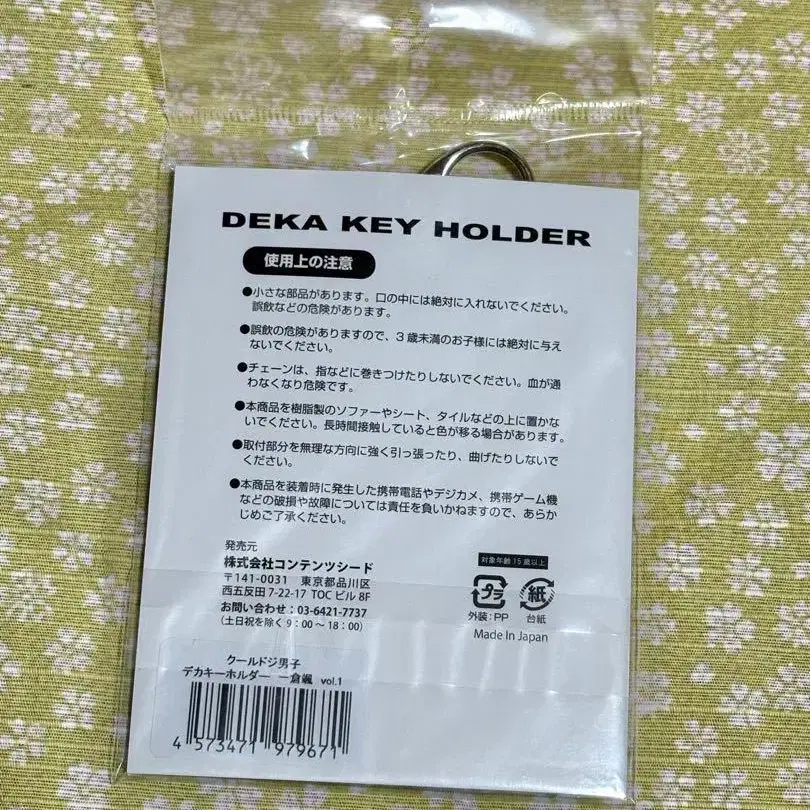 DEKA KEY HOLDER
使用上の注意
●小さな部品があります。口の中には絶対に入れないでください。
誤飲などの危険があります。
●誤飲の危険がありますので、3歳未満のお子様には絶対に与え
ないでください。
●チェーンは、指などに巻きつけたりしないでください。血が通
わなくなり危険です。
●本商品を樹脂製のソファーやシート、タイルなどの上に置かな
いでください。長時間接触していると色が移る場合があります。
●取付部分を無理な方向に強く引っ張ったり、曲げたりしないで
ください。
●本商品を装着時に発生した携帯電話やデジカメ、携帯ゲーム機
などの破損や故障については責任を負いかねますので、あらか
じめご了承ください。
発売元
株式会社コンテンツシード
〒141-0031 東京都品川区
西五反田7-22-17 TOCビル 8F
お問い合わせ:03-6421-7737
(土日祝を除く9:00~18:00)
対象年齢15歳以上
プラ 紙
外装:PP 台紙
Made In Japan
クールドジ男子
デカキーホルダー 一倉颯 vol.1
4 573471 979671